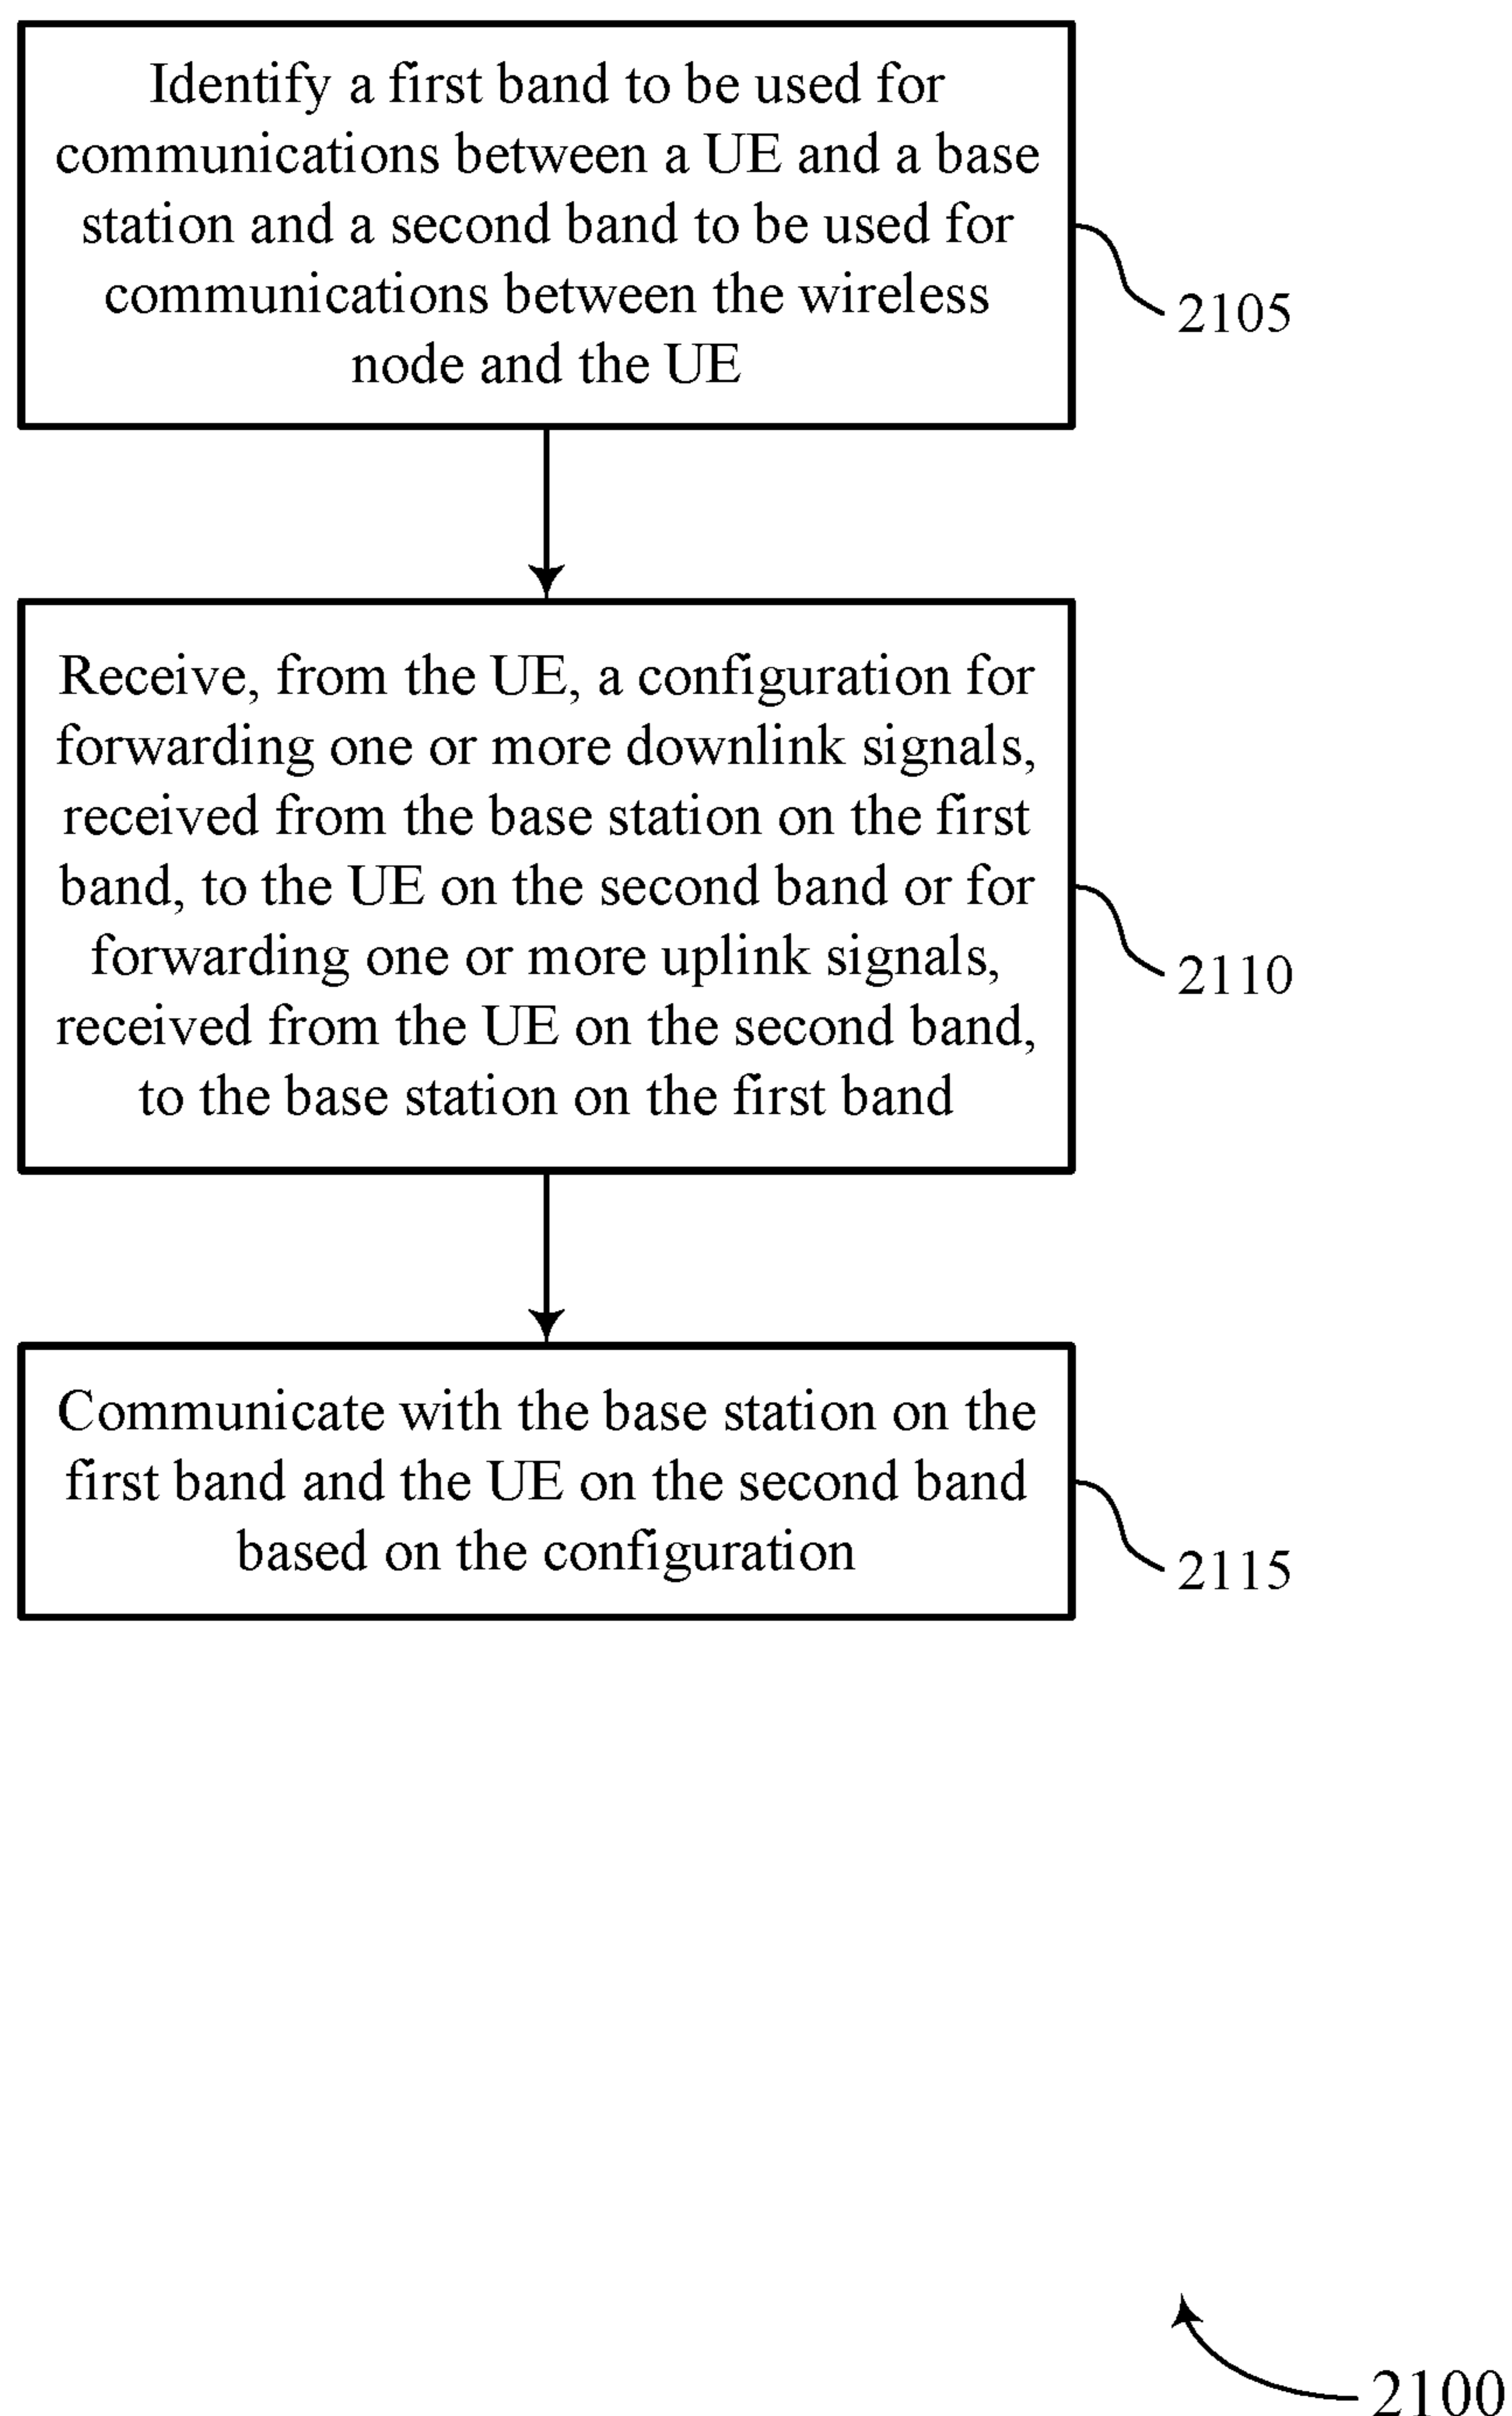 Identify a first band to be used for
communications between a UE and a base
station and a second band to be used for
communications between the wireless
node and the UE
2105
Receive, from the UE, a configuration for
forwarding one or more downlink signals,
received from the base station on the first
band, to the UE on the second band or for
forwarding one or more uplink signals,
received from the UE on the second band,
to the base station on the first band
2110
Communicate with the base station on the
first band and the UE on the second band
based on the configuration
2115
2100